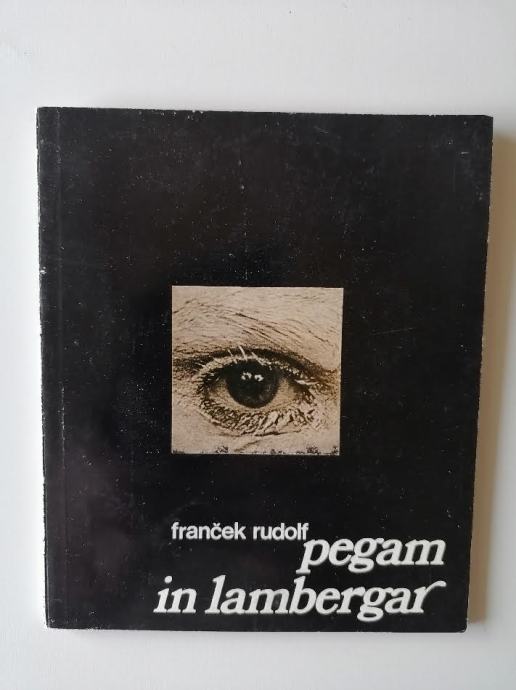 franček rudolf
pegam
in lambergar